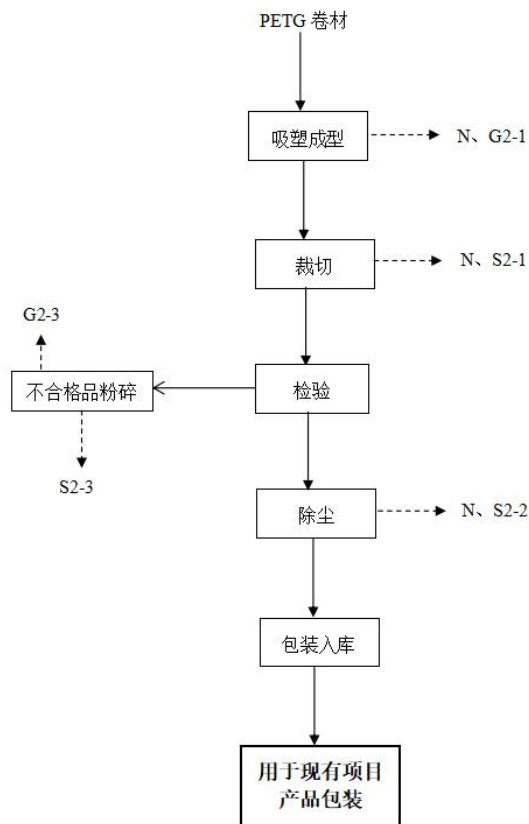 PETG 卷材
吸塑成型
N、G2-1
裁切
N、S2-1
G2-3
不合格品粉碎
检验
S2-3
除尘
N、S2-2
包装入库
用于现有项目
产品包装